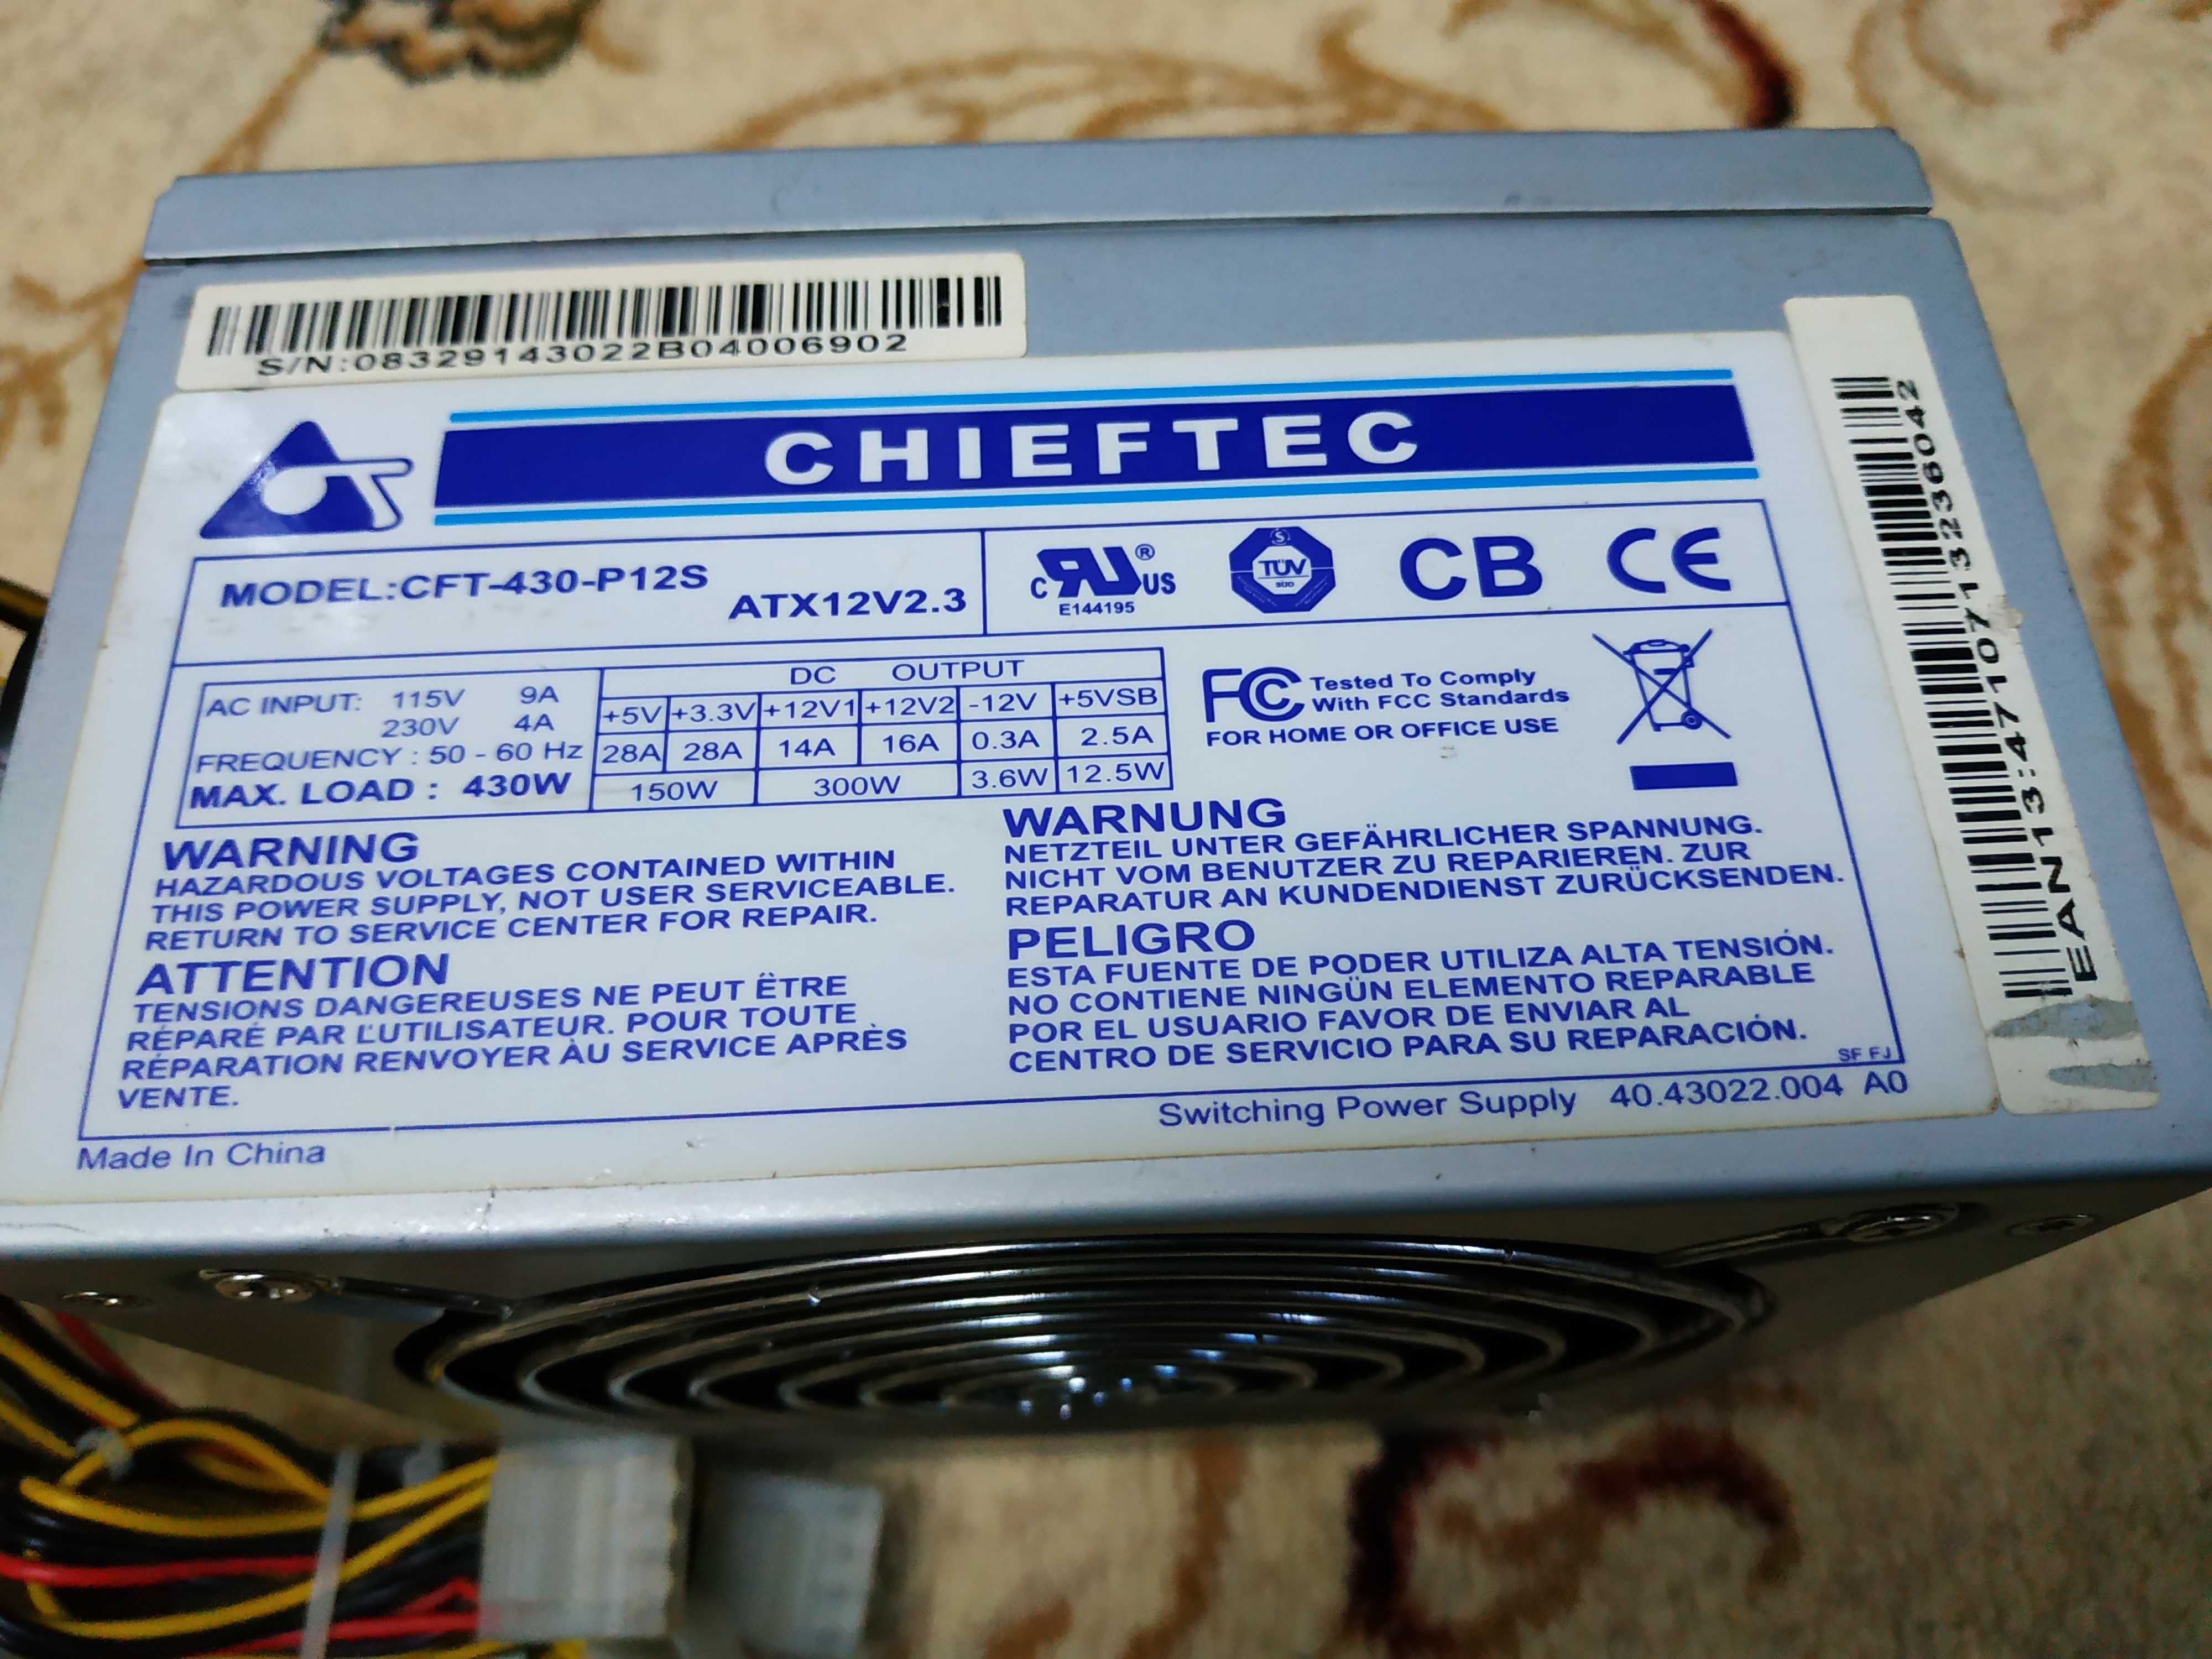 S/N:08329143022B04006902
CHIEFTEC
MODEL:CFT-430-P12S
ATX12V2.3
C RU ® US
E144195
S
TÜV
SÜD
CB
CE
AC INPUT: 115V 9A
230V 4A
FREQUENCY : 50 - 60 Hz
MAX. LOAD : 430W
DC OUTPUT
+5V +3.3V +12V1 +12V2 -12V +5VSB
28A 28A 14A 16A 0.3A 2.5A
150W 300W 3.6W 12.5W
FC Tested To Comply
With FCC Standards
FOR HOME OR OFFICE USE
WARNING
HAZARDOUS VOLTAGES CONTAINED WITHIN
THIS POWER SUPPLY, NOT USER SERVICEABLE.
RETURN TO SERVICE CENTER FOR REPAIR.
ATTENTION
TENSIONS DANGEREUSES NE PEUT ËTRE
RÉPARÉ PAR L'UTILISATEUR. POUR TOUTE
RÉPARATION RENVOYER ÀU SERVICE APRÈS
VENTE.
WARNUNG
NETZTEIL UNTER GEFÄHRLICHER SPANNUNG.
NICHT VOM BENUTZER ZU REPARIEREN. ZUR
REPARATUR AN KUNDENDIENST ZURÜCKSENDEN.
PELIGRO
ESTA FUENTE DE PODER UTILIZA ALTA TENSIÓN.
NO CONTIENE NINGÜN ELEMENTO REPARABLE
POR EL USUARIO FAVOR DE ENVIAR AL
CENTRO DE SERVICIO PARA SU REPARACIÓN.
SF FJ
Switching Power Supply 40.43022.004 A0
Made In China
EAN13:4710713236042